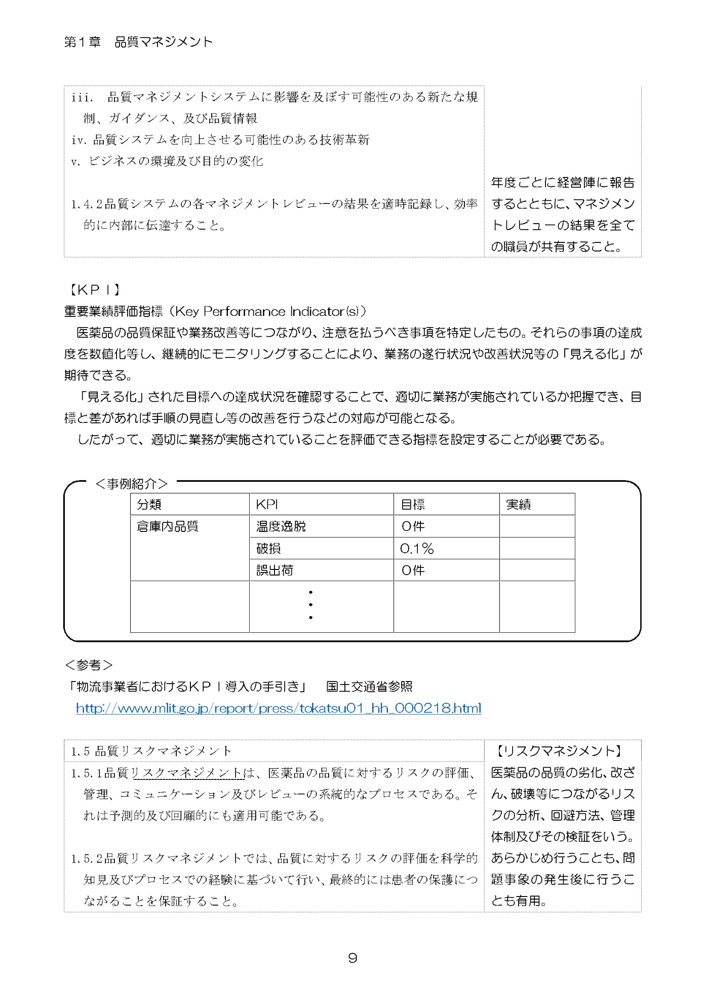 第１章　品質マネジメント
iii.　品質マネジメントシステムに影響を及ぼす可能性のある新たな規
制、ガイダンス、及び品質情報
iv. 品質システムを向上させる可能性のある技術革新
v. ビジネスの環境及び目的の変化
1.4.2品質システムの各マネジメントレビューの結果を適時記録し、効率
的に内部に伝達すること。
年度ごとに経営陣に報告
するとともに、マネジメン
トレビューの結果を全て
の職員が共有すること。
【ＫＰＩ】
重要業績評価指標（Key Performance Indicator(s)）
医薬品の品質保証や業務改善等につながり、注意を払うべき事項を特定したもの。それらの事項の達成
度を数値化等し、継続的にモニタリングすることにより、業務の遂行状況や改善状況等の「見える化」が
期待できる。
「見える化」された目標への達成状況を確認することで、適切に業務が実施されているか把握でき、目
標と差があれば手順の見直し等の改善を行うなどの対応が可能となる。
したがって、適切に業務が実施されていることを評価できる指標を設定することが必要である。
＜事例紹介＞
分類 KPI 目標 実績
倉庫内品質 温度逸脱 ０件
破損 0.1％
誤出荷 ０件
・
・
・
＜参考＞
「物流事業者におけるＫＰＩ導入の手引き」　国土交通省参照
http://www.mlit.go.jp/report/press/tokatsu01_hh_000218.html
1.5 品質リスクマネジメント
1.5.1品質リスクマネジメントは、医薬品の品質に対するリスクの評価、
管理、コミュニケーション及びレビューの系統的なプロセスである。そ
れは予測的及び回顧的にも適用可能である。
1.5.2品質リスクマネジメントでは、品質に対するリスクの評価を科学的
知見及びプロセスでの経験に基づいて行い、最終的には患者の保護につ
ながることを保証すること。
【リスクマネジメント】
医薬品の品質の劣化、改ざ
ん、破壊等につながるリス
クの分析、回避方法、管理
体制及びその検証をいう。
あらかじめ行うことも、問
題事象の発生後に行うこ
とも有用。
9